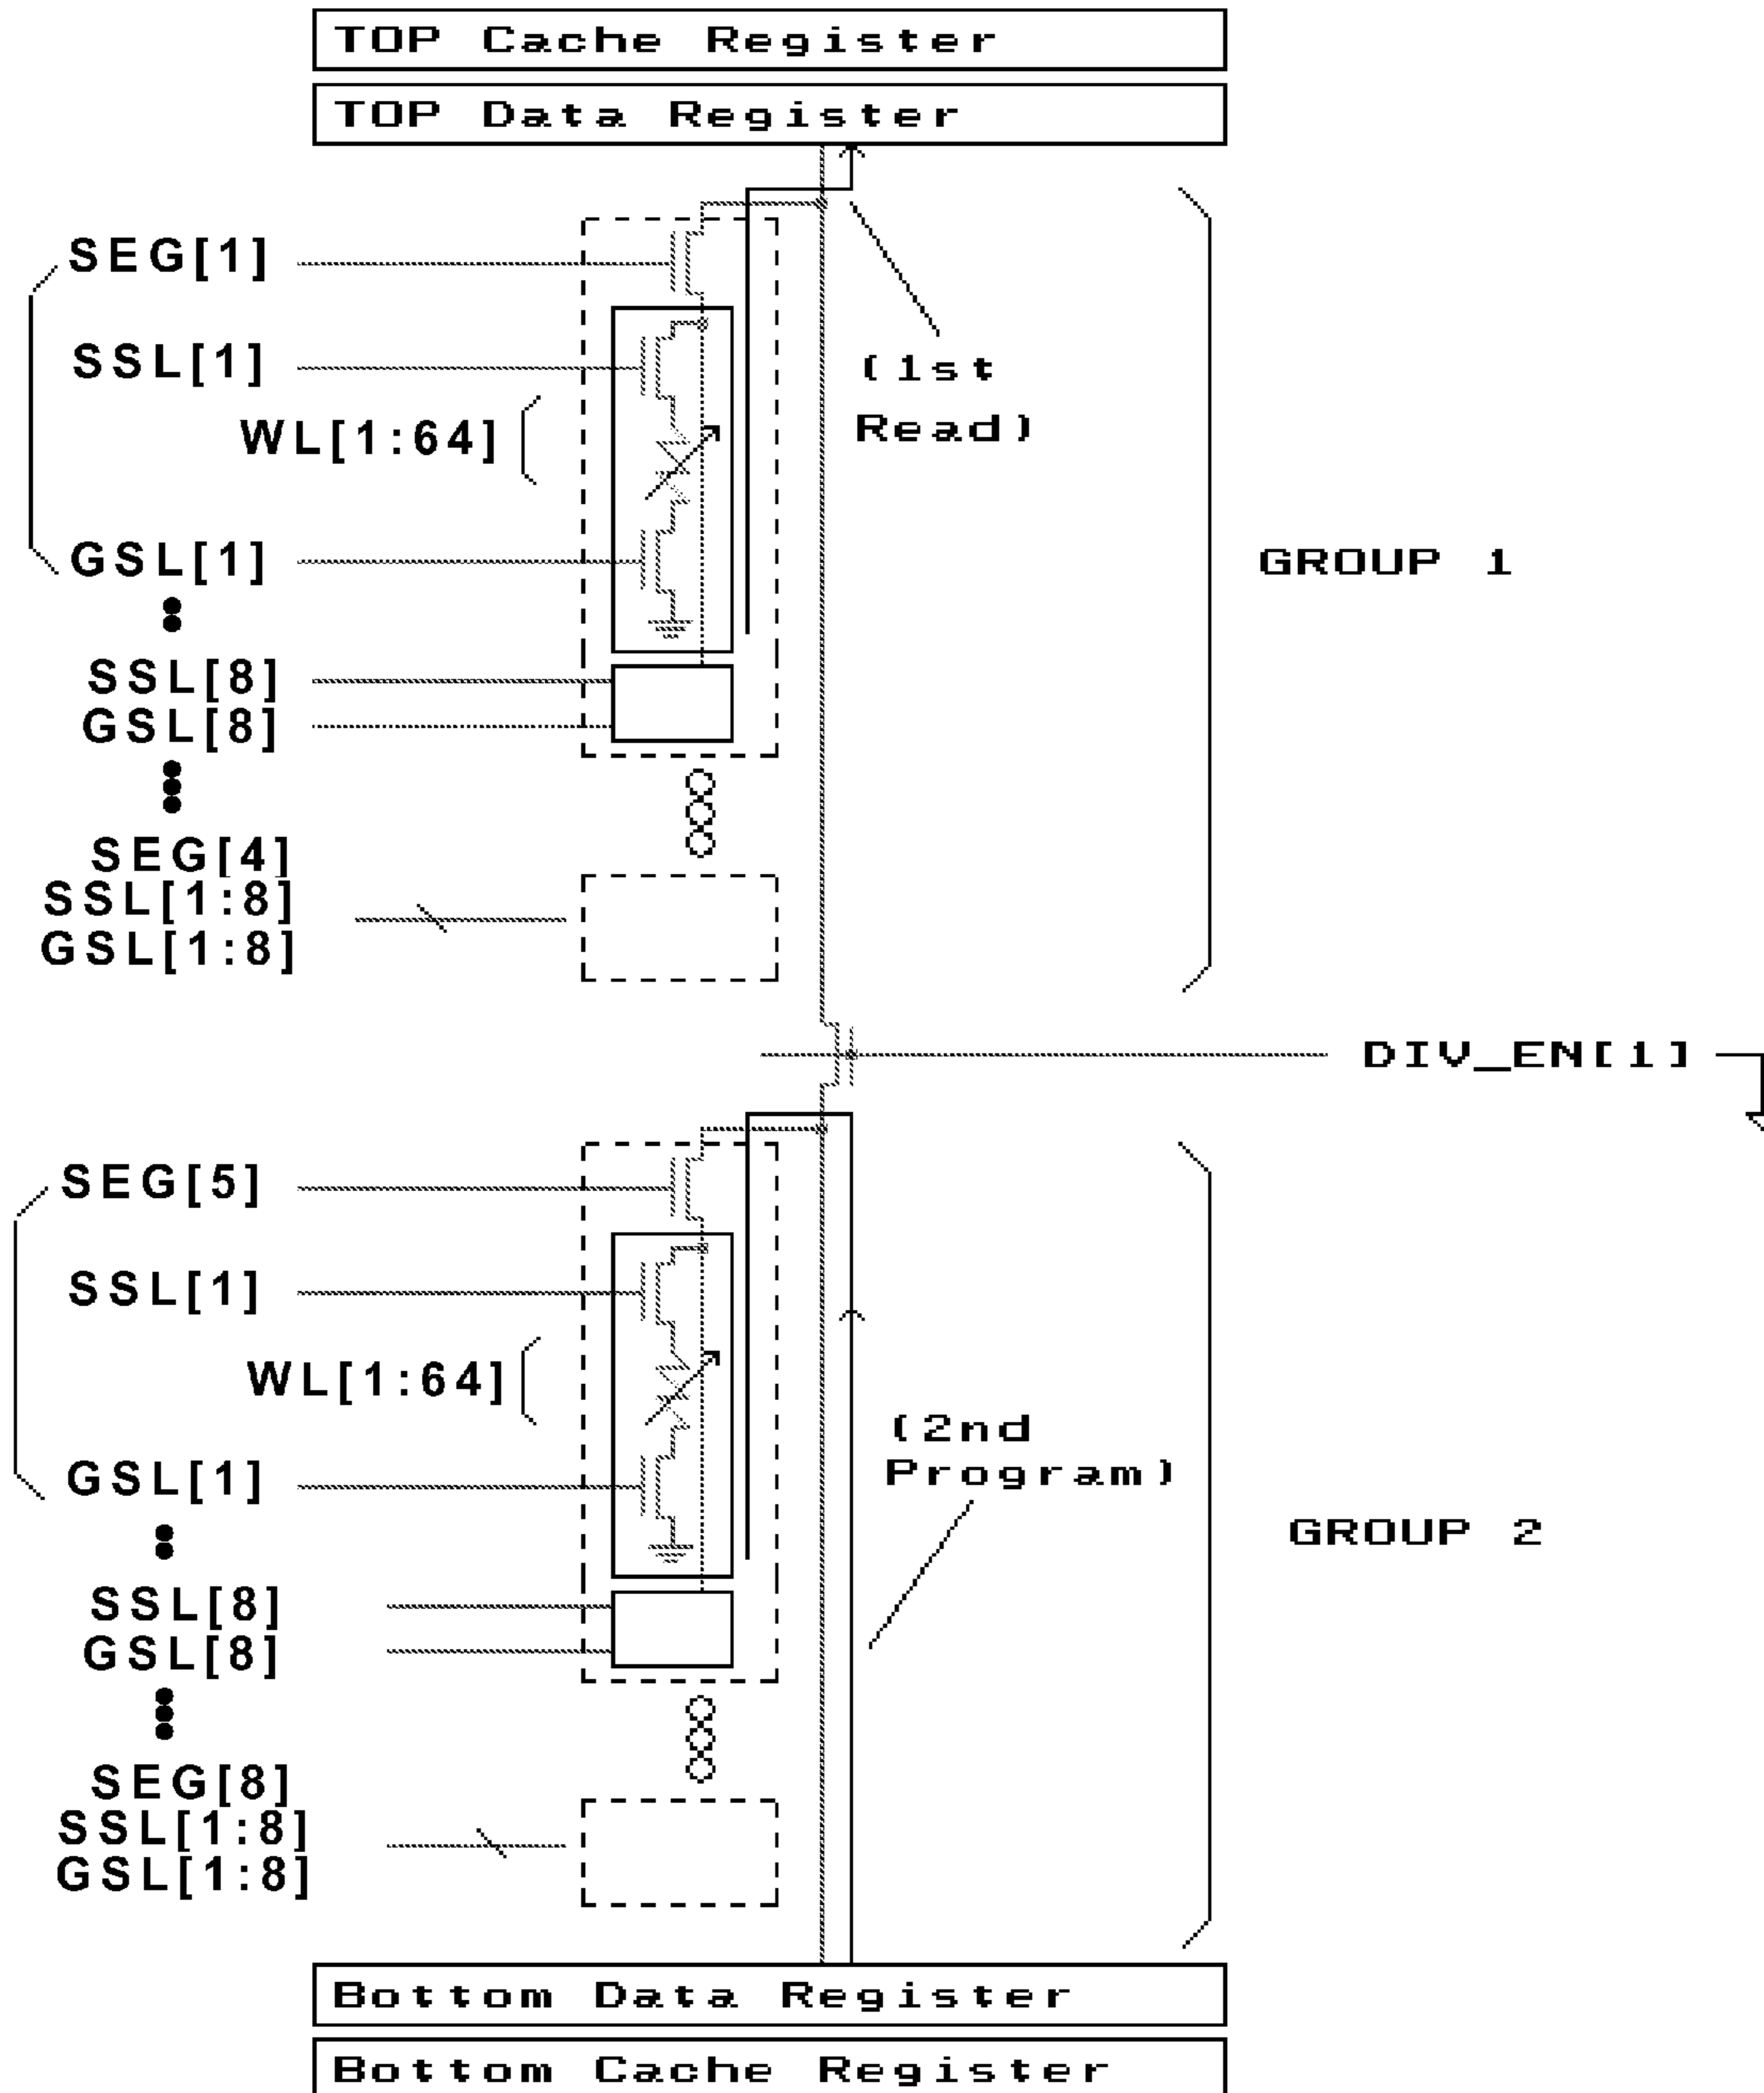 TOP Cache Register
TOP Data Register
SEG[1]
SSL[1]
(1st
Read)
WL[1:64]
GSL[1]
GROUP 1
SSL[8]
GSL[8]
SEG[4]
SSL[1:8]
GSL[1:8]
DIV_EN[1]
SEG[5]
SSL[1]
WL[1:64]
(2nd
Program)
GSL[1]
GROUP 2
SSL[8]
GSL[8]
SEG[8]
SSL[1:8]
GSL[1:8]
Bottom Data Register
Bottom Cache Register